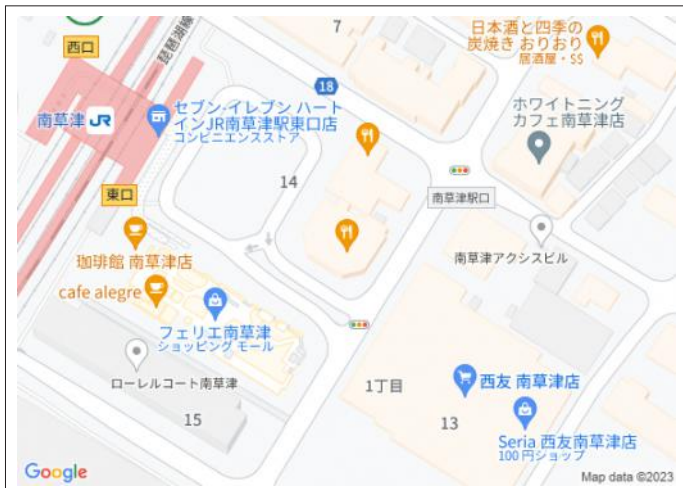 西口
琵琶湖線
7
日本酒と四季の
炭焼き おりおり
居酒屋・$$
18
南草津
JR
セブン-イレブン ハート
インJR南草津駅東口店
コンビニエンスストア
ホワイトニング
カフェ南草津店
14
東口
南草津駅口
珈琲館 南草津店
南草津アクシスビル
cafe alegre
フェリエ南草津
ショッピング モール
ローレルコート南草津
1丁目
西友 南草津店
15
13
Seria 西友南草津店
100 円ショップ
Google
Map data ©2023